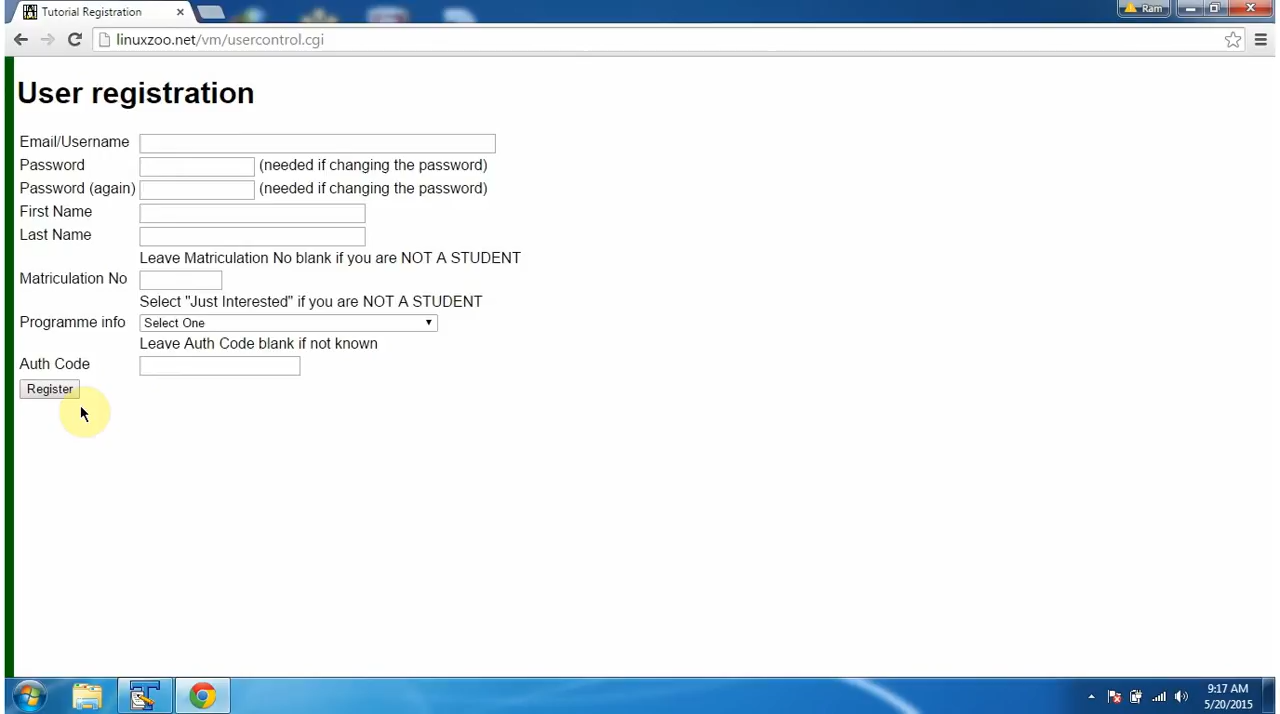 Tutorial Registration
Ram
linuxzoo.net/vm/usercontrol.cgi
User registration
Email/Username
Password (needed if changing the password)
Password (again) (needed if changing the password)
First Name
Last Name
Leave Matriculation No blank if you are NOT A STUDENT
Matriculation No
Select "Just Interested" if you are NOT A STUDENT
Programme info Select One
Leave Auth Code blank if not known
Auth Code
Register
9:17 AM
5/20/2015